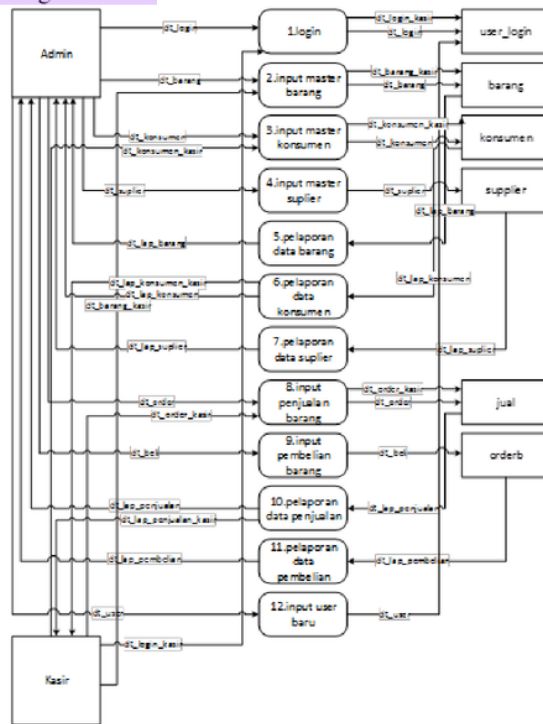 Admin
dt_login
1.login
dt_login_kasir
dt_login
user_login
dt_barang
2.input master
barang
dt_barang_kasir
dt_barang
barang
dt_konsumen
dt_konsumen_kasir
3.input master
konsumen
dt_konsumen_kasir
dt_konsumen
konsumen
dt_suplier
4.input master
suplier
dt_suplier
supplier
dt_lap_barang
5.pelaporan
data barang
dt_lap_barang
dt_lap_konsumen_kasir
dt_lap_konsumen
dt_barang_kasir
6.pelaporan
data
konsumen
dt_lap_konsumen
dt_lap_suplier
7.pelaporan
data suplier
dt_lap_suplier
dt_order
dt_order_kasir
8.input
penjualan
barang
dt_order_kasir
dt_order
jual
dt_beli
9.input
pembelian
barang
dt_beli
orderb
dt_lap_penjualan
dt_lap_penjualan_kasir
10.pelaporan
data penjualan
dt_lap_penjualan
dt_lap_pembelian
11.pelaporan
data
pembelian
dt_lap_pembelian
dt_user
12.input user
baru
dt_user
dt_login_kasir
Kasir